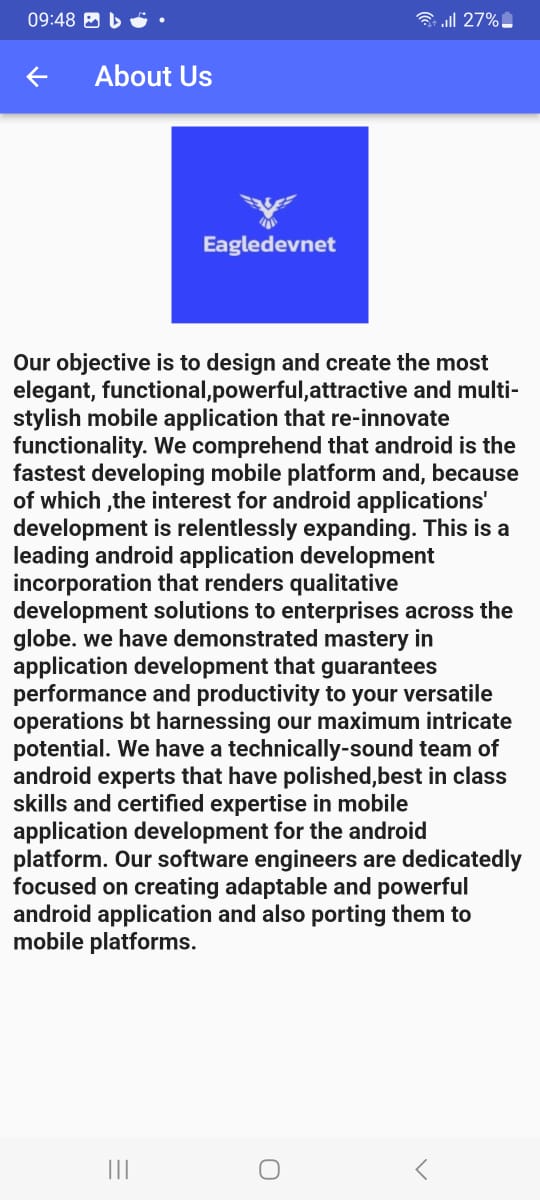 09:48
27%
About Us
Eagledevnet
Our objective is to design and create the most
elegant, functional,powerful,attractive and multi-
stylish mobile application that re-innovate
functionality. We comprehend that android is the
fastest developing mobile platform and, because
of which ,the interest for android applications'
development is relentlessly expanding. This is a
leading android application development
incorporation that renders qualitative
development solutions to enterprises across the
globe. we have demonstrated mastery in
application development that guarantees
performance and productivity to your versatile
operations bt harnessing our maximum intricate
potential. We have a technically-sound team of
android experts that have polished,best in class
skills and certified expertise in mobile
application development for the android
platform. Our software engineers are dedicatedly
focused on creating adaptable and powerful
android application and also porting them to
mobile platforms.